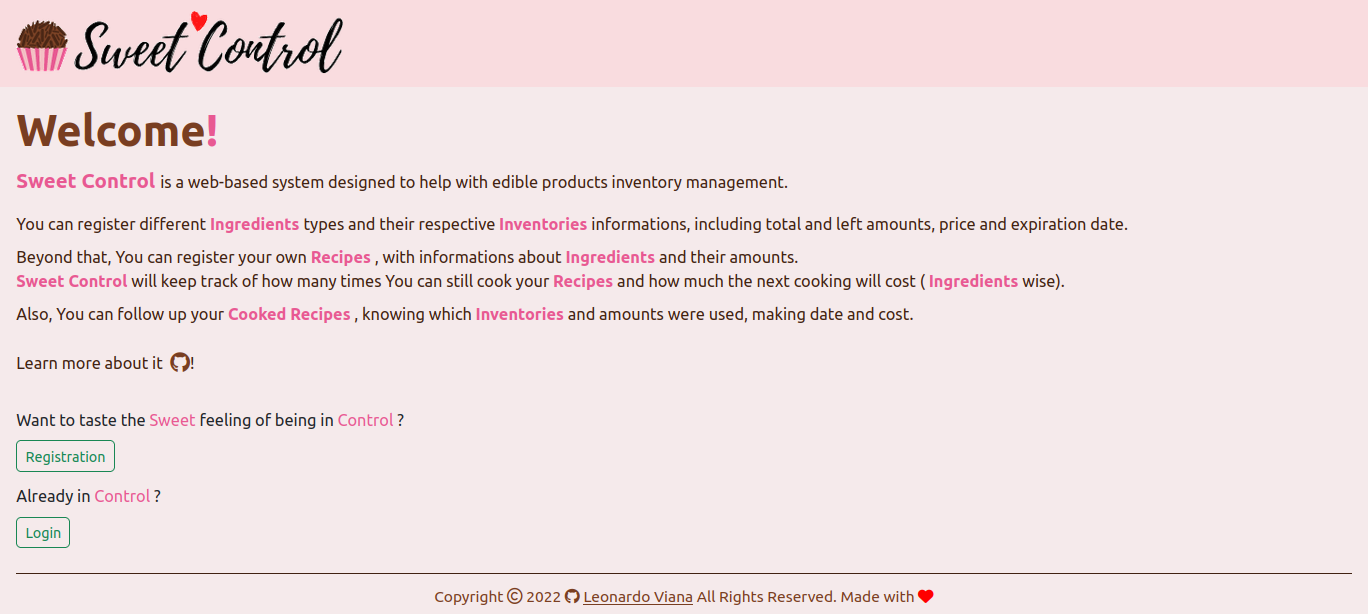 Sweet Control
Welcome!
Sweet Control is a web-based system designed to help with edible products inventory management.
You can register different Ingredients types and their respective Inventories informations, including total and left amounts, price and expiration date.
Beyond that, You can register your own Recipes , with informations about Ingredients and their amounts.
Sweet Control will keep track of how many times You can still cook your Recipes and how much the next cooking will cost ( Ingredients wise).
Also, You can follow up your Cooked Recipes , knowing which Inventories and amounts were used, making date and cost.
Learn more about it !
Want to taste the Sweet feeling of being in Control ?
Registration
Already in Control ?
Login
Copyright © 2022 Leonardo Viana All Rights Reserved. Made with